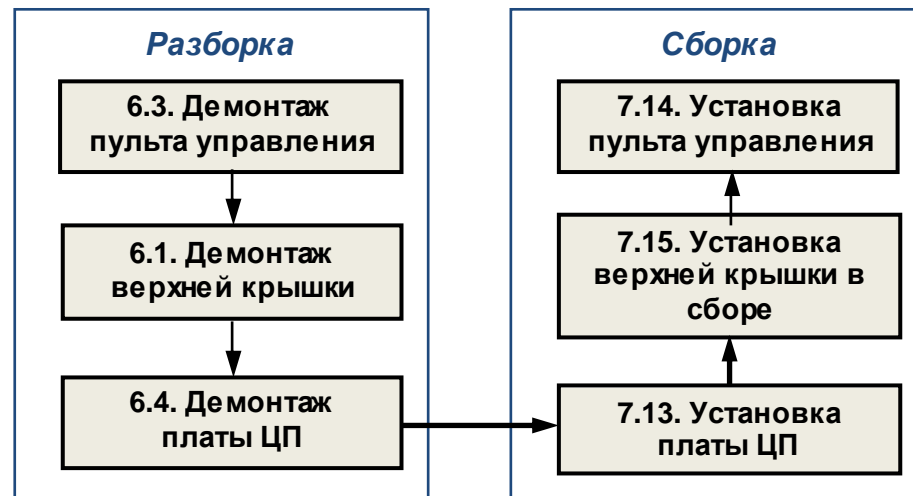 Разборка
6.3. Демонтаж
пульта управления
6.1. Демонтаж
верхней крышки
6.4. Демонтаж
платы ЦП
Сборка
7.14. Установка
пульта управления
7.15. Установка
верхней крышки в
сборе
7.13. Установка
платы ЦП